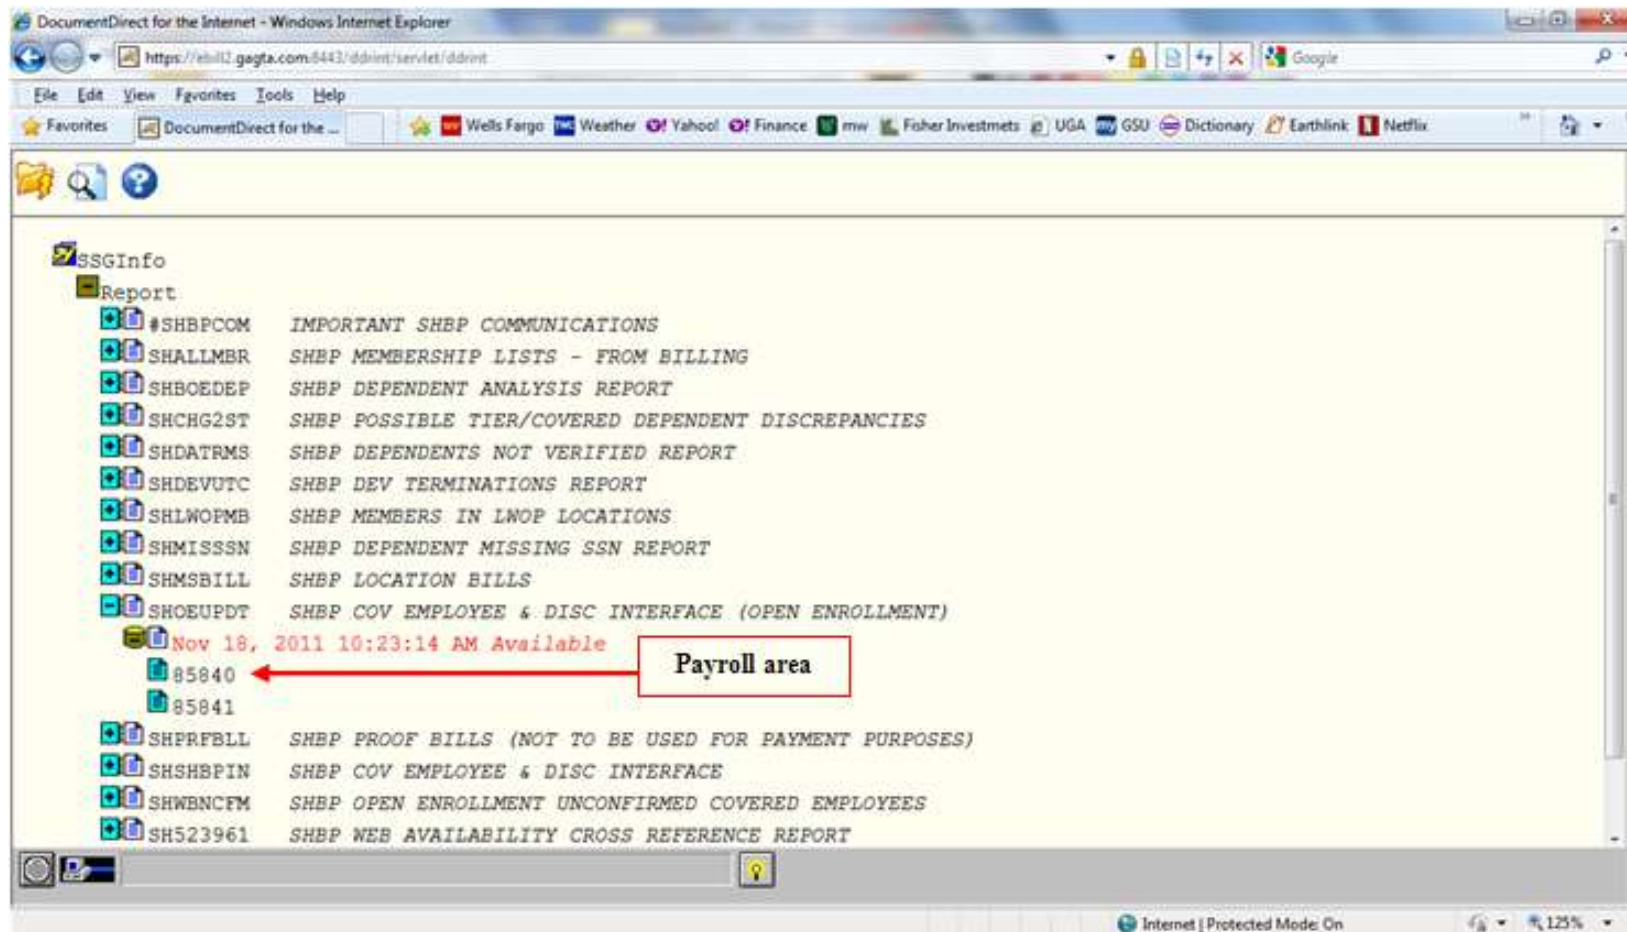 DocumentDirect for the Internet - Windows Internet Explorer
https://ebill2.gagta.com:8443/ddrint/servlet/ddrint
Google
File Edit View Favorites Tools Help
Favorites DocumentDirect for the ... Wells Fargo Weather Yahoo! Finance mw Fisher Investmets UGA GSU Dictionary Earthlink Netflix
SSGInfo
Report
#SHBPCOM IMPORTANT SHBP COMMUNICATIONS
SHALLMBR SHBP MEMBERSHIP LISTS - FROM BILLING
SHBOEDEP SHBP DEPENDENT ANALYSIS REPORT
SHCHG2ST SHBP POSSIBLE TIER/COVERED DEPENDENT DISCREPANCIES
SHDATRMS SHBP DEPENDENTS NOT VERIFIED REPORT
SHDEVUTC SHBP DEV TERMINATIONS REPORT
SHLWOPMB SHBP MEMBERS IN LWOP LOCATIONS
SHMISSSN SHBP DEPENDENT MISSING SSN REPORT
SHMSBILL SHBP LOCATION BILLS
SHOEUPDT SHBP COV EMPLOYEE & DISC INTERFACE (OPEN ENROLLMENT)
Nov 18, 2011 10:23:14 AM Available
Payroll area
85840
85841
SHPRFBLL SHBP PROOF BILLS (NOT TO BE USED FOR PAYMENT PURPOSES)
SHSHBPIN SHBP COV EMPLOYEE & DISC INTERFACE
SHWBNCFM SHBP OPEN ENROLLMENT UNCONFIRMED COVERED EMPLOYEES
SH523961 SHBP WEB AVAILABILITY CROSS REFERENCE REPORT
Internet | Protected Mode: On 125%